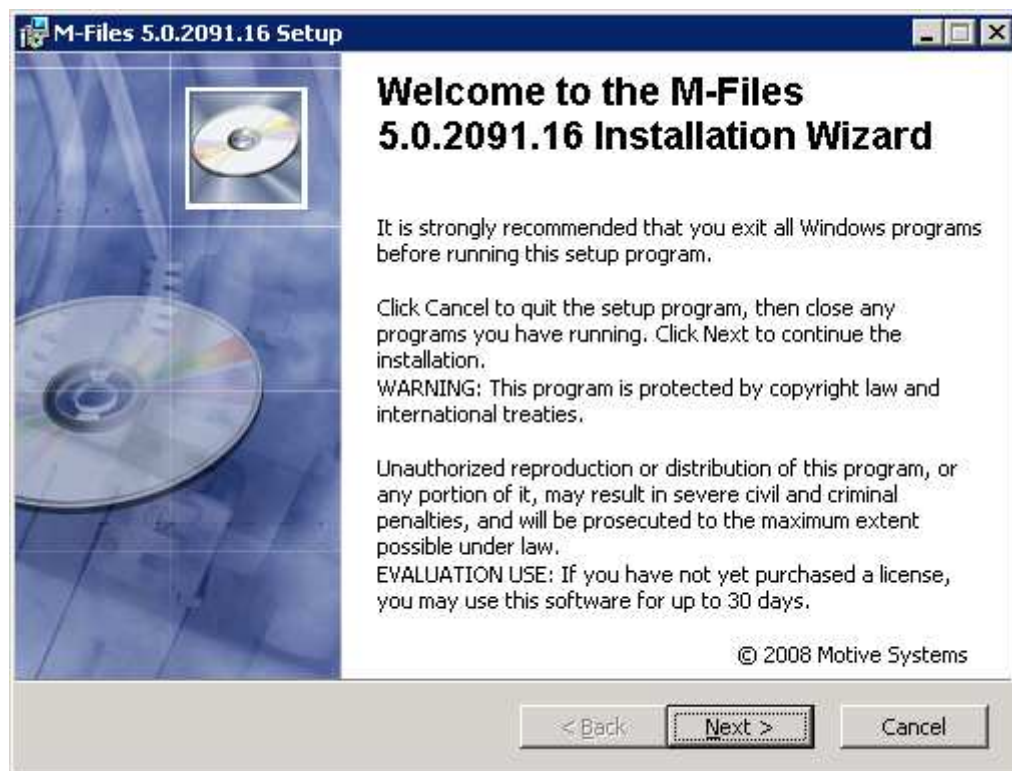 M-Files 5.0.2091.16 Setup
Welcome to the M-Files
5.0.2091.16 Installation Wizard
It is strongly recommended that you exit all Windows programs
before running this setup program.
Click Cancel to quit the setup program, then close any
programs you have running. Click Next to continue the
installation.
WARNING: This program is protected by copyright law and
international treaties.
Unauthorized reproduction or distribution of this program, or
any portion of it, may result in severe civil and criminal
penalties, and will be prosecuted to the maximum extent
possible under law.
EVALUATION USE: If you have not yet purchased a license,
you may use this software for up to 30 days.
© 2008 Motive Systems
< Back Next > Cancel